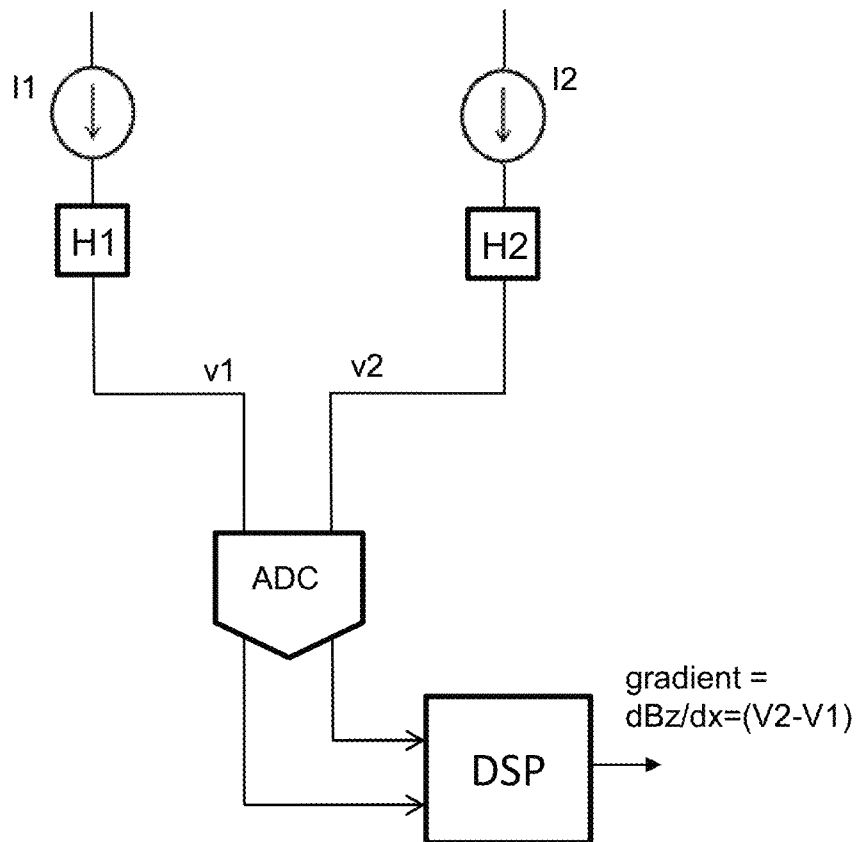 I1
I2
H1
H2
v1
v2
ADC
gradient =
dBz/dx=(V2-V1)
DSP